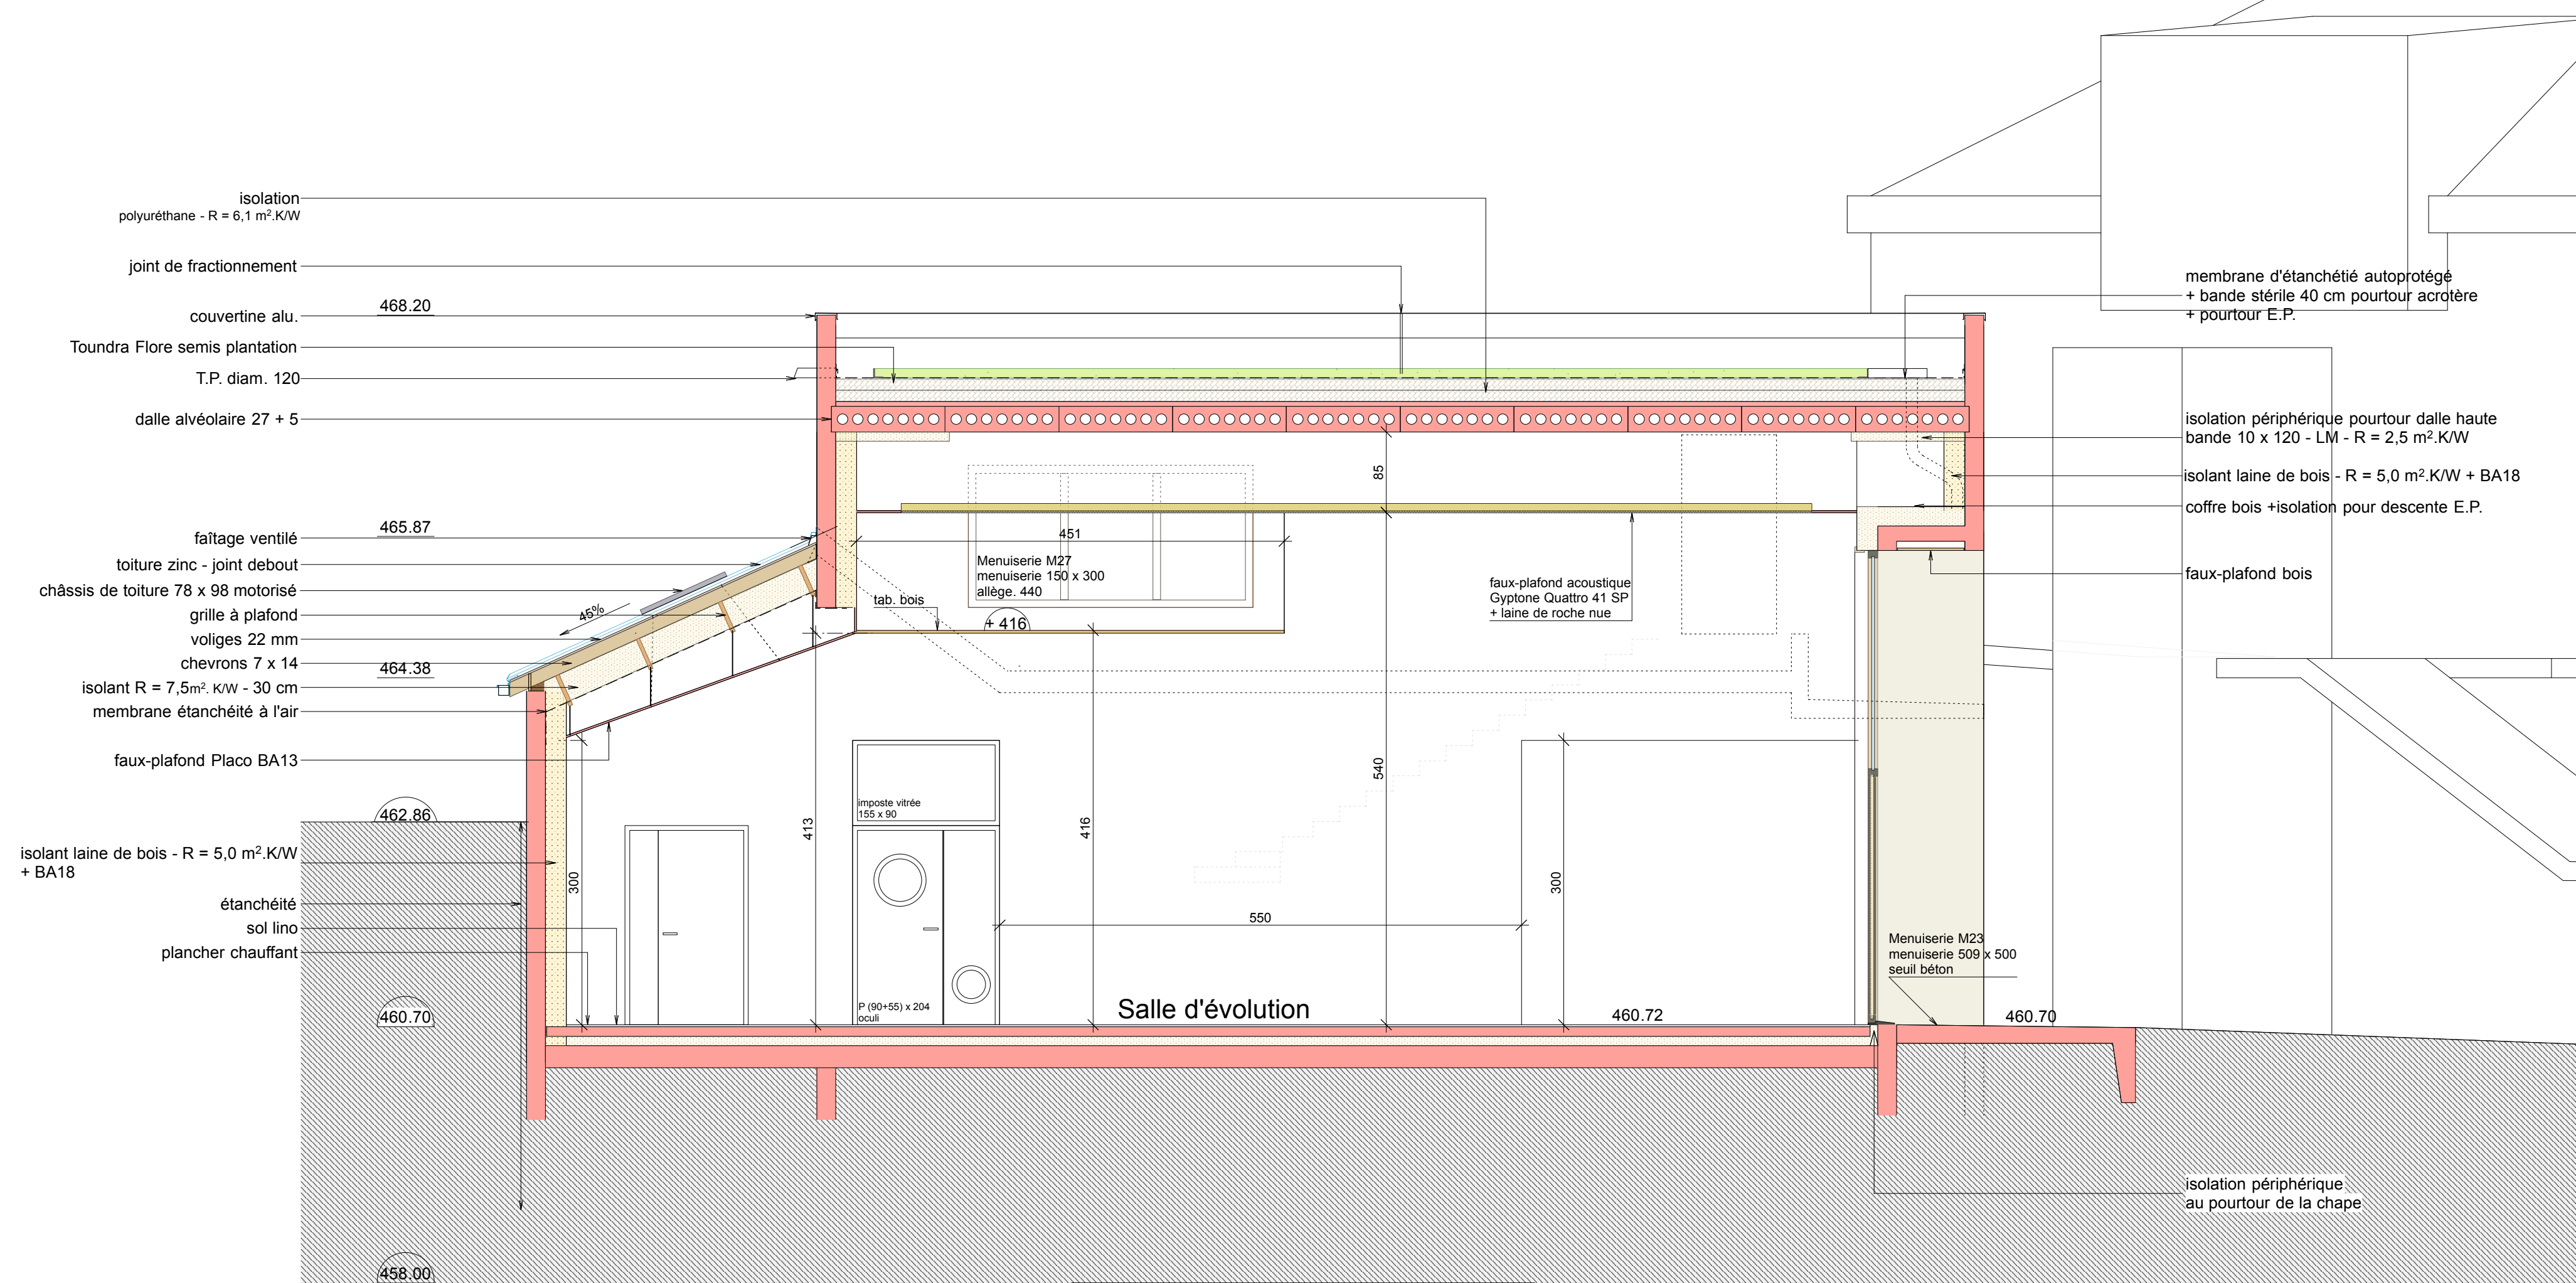 isolation
polyuréthane - R = 6,1 m².K/W
joint de fractionnement
468.20
couvertine alu.
Toundra Flore semis plantation
T.P. diam. 120
dalle alvéolaire 27 + 5
465.87
faîtage ventilé
toiture zinc - joint debout
châssis de toiture 78 x 98 motorisé
grille à plafond
45%
voliges 22 mm
chevrons 7 x 14
464.38
isolant R = 7,5m². K/W - 30 cm
membrane étanchéité à l'air
faux-plafond Placo BA13
462.86
isolant laine de bois - R = 5,0 m².K/W
+ BA18
étanchéité
sol lino
plancher chauffant
460.70
458.00
85
451
Menuiserie M27
menuiserie 150 x 300
allège. 440
tab. bois
+ 416
faux-plafond acoustique
Gyptone Quattro 41 SP
+ laine de roche nue
540
413
416
300
300
imposte vitrée
155 x 90
550
P (90+55) x 204
oculi
Salle d'évolution
460.72
membrane d'étanchétié autoprotégé
+ bande stérile 40 cm pourtour acrotère
+ pourtour E.P.
isolation périphérique pourtour dalle haute
bande 10 x 120 - LM - R = 2,5 m².K/W
isolant laine de bois - R = 5,0 m².K/W + BA18
coffre bois +isolation pour descente E.P.
faux-plafond bois
Menuiserie M23
menuiserie 509 x 500
seuil béton
460.70
isolation périphérique
au pourtour de la chape